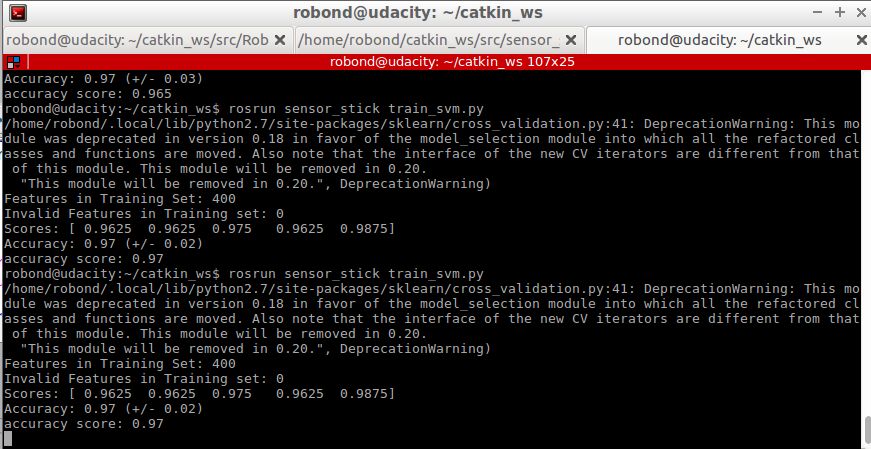 robond@udacity: ~/catkin_ws
robond@udacity: ~/catkin_ws/src/Rob
/home/robond/catkin_ws/src/sensor_
robond@udacity: ~/catkin_ws
robond@udacity: ~/catkin_ws 107x25
Accuracy: 0.97 (+/- 0.03)
accuracy score: 0.965
robond@udacity:~/catkin_ws$ rosrun sensor_stick train_svm.py
/home/robond/.local/lib/python2.7/site-packages/sklearn/cross_validation.py:41: DeprecationWarning: This mo
dule was deprecated in version 0.18 in favor of the model_selection module into which all the refactored cl
asses and functions are moved. Also note that the interface of the new CV iterators are different from that
 of this module. This module will be removed in 0.20.
  "This module will be removed in 0.20.", DeprecationWarning)
Features in Training Set: 400
Invalid Features in Training set: 0
Scores: [ 0.9625  0.9625  0.975   0.9625  0.9875]
Accuracy: 0.97 (+/- 0.02)
accuracy score: 0.97
robond@udacity:~/catkin_ws$ rosrun sensor_stick train_svm.py
/home/robond/.local/lib/python2.7/site-packages/sklearn/cross_validation.py:41: DeprecationWarning: This mo
dule was deprecated in version 0.18 in favor of the model_selection module into which all the refactored cl
asses and functions are moved. Also note that the interface of the new CV iterators are different from that
 of this module. This module will be removed in 0.20.
  "This module will be removed in 0.20.", DeprecationWarning)
Features in Training Set: 400
Invalid Features in Training set: 0
Scores: [ 0.9625  0.9625  0.975   0.9625  0.9875]
Accuracy: 0.97 (+/- 0.02)
accuracy score: 0.97